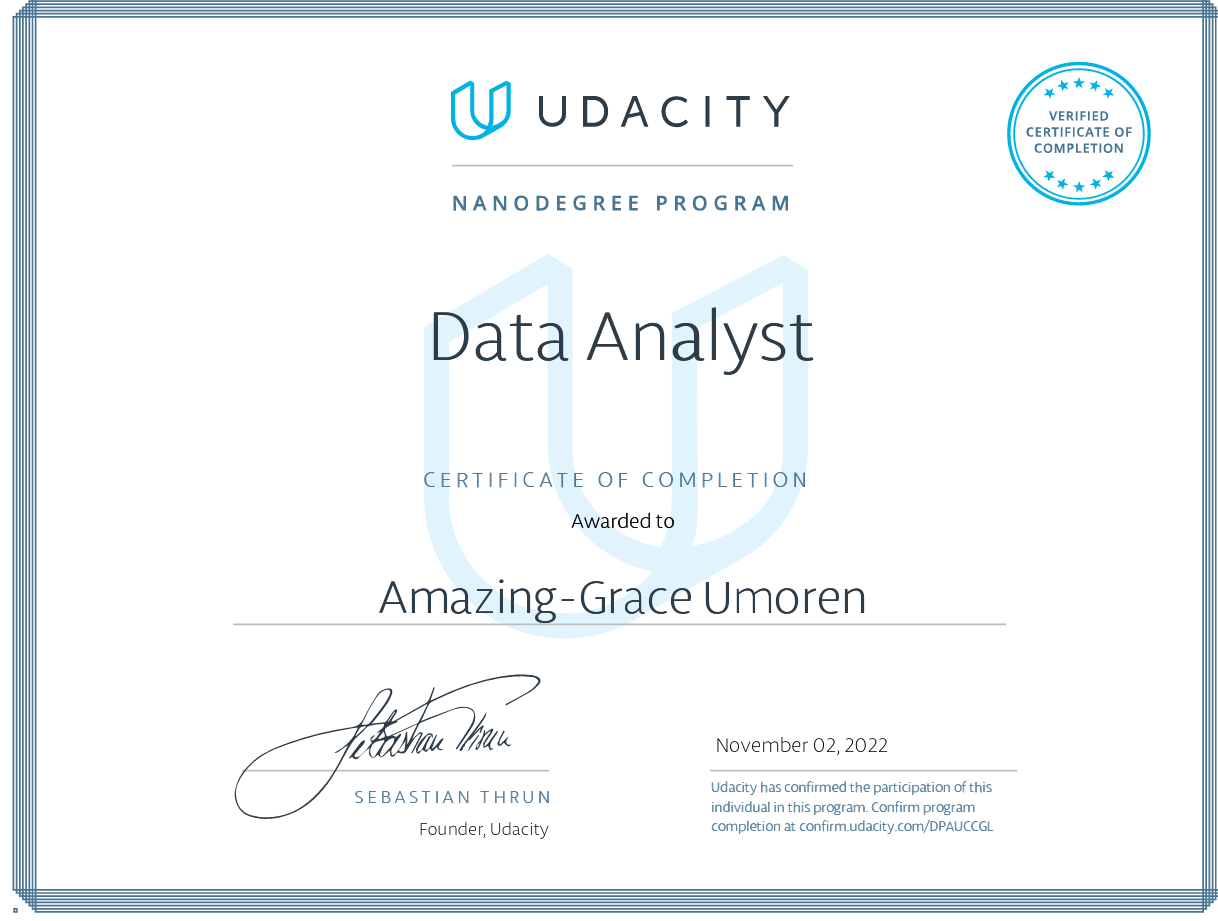 UDACITY
VERIFIED
CERTIFICATE OF
COMPLETION
NANODEGREE PROGRAM
Data Analyst
CERTIFICATE OF COMPLETION
Awarded to
Amazing-Grace Umoren
Sebastian Thrun
November 02, 2022
SEBASTIAN THRUN
Founder, Udacity
Udacity has confirmed the participation of this
individual in this program. Confirm program
completion at confirm.udacity.com/DPAUCCGL